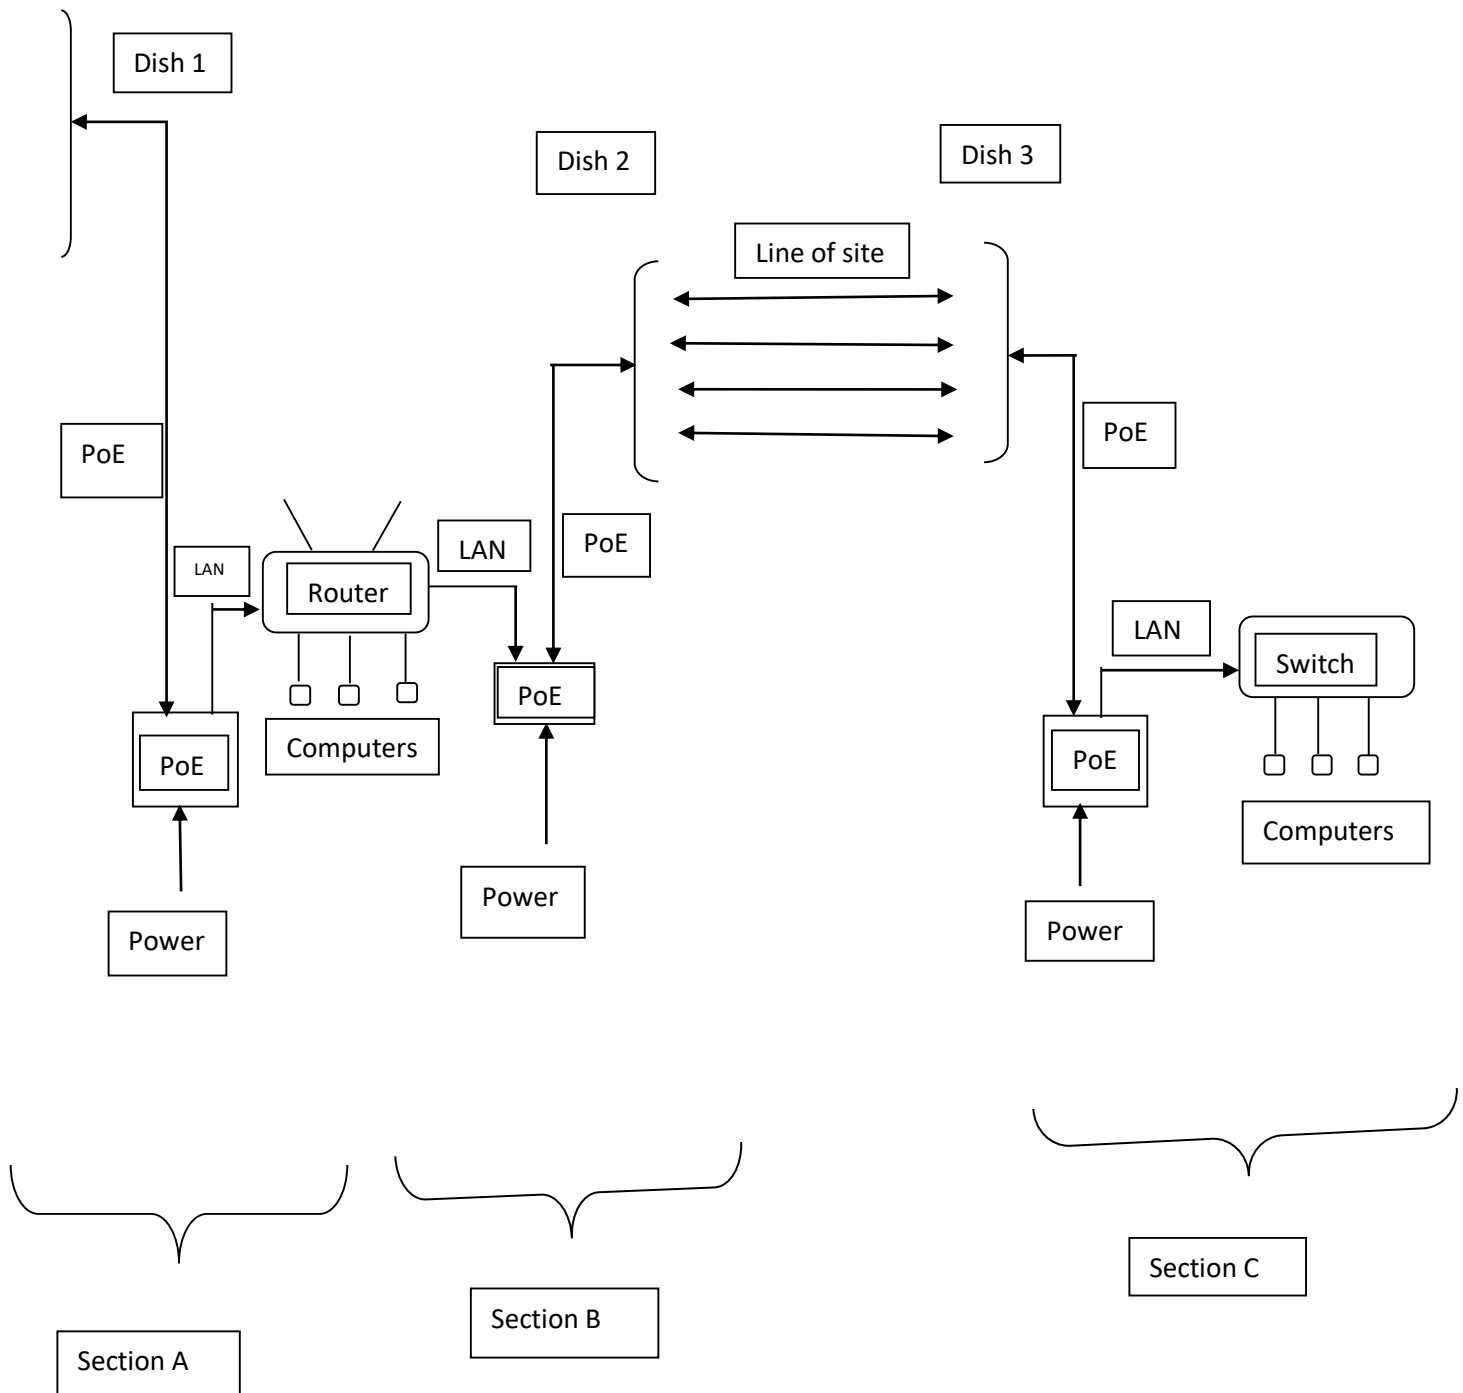 Dish 1
Dish 2
Dish 3
Line of site
PoE
PoE
PoE
LAN
Router
LAN
LAN
Switch
PoE
Computers
PoE
PoE
Computers
Power
Power
Power
Section A
Section B
Section C